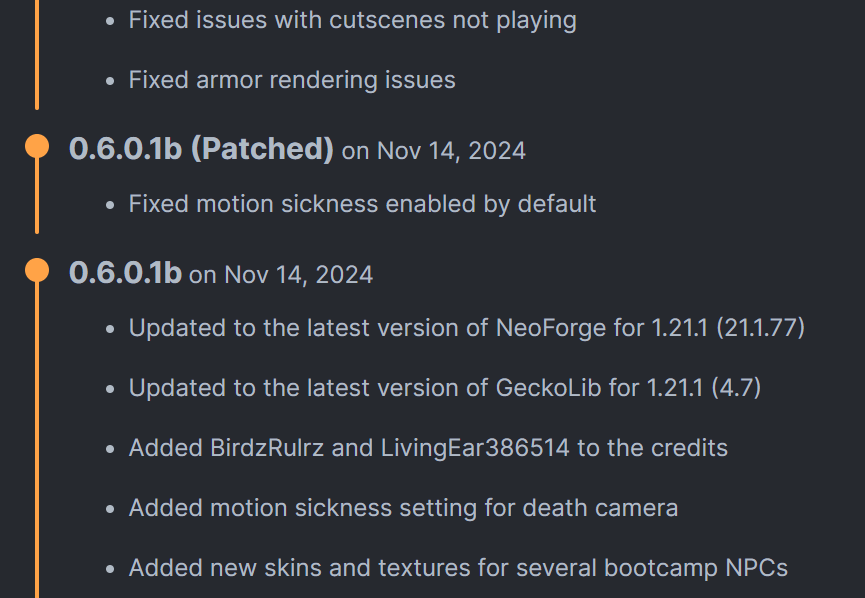 Fixed issues with cutscenes not playing
Fixed armor rendering issues
0.6.0.1b (Patched) on Nov 14, 2024
Fixed motion sickness enabled by default
0.6.0.1b on Nov 14, 2024
Updated to the latest version of NeoForge for 1.21.1 (21.1.77)
Updated to the latest version of GeckoLib for 1.21.1 (4.7)
Added BirdzRulrz and LivingEar386514 to the credits
Added motion sickness setting for death camera
Added new skins and textures for several bootcamp NPCs